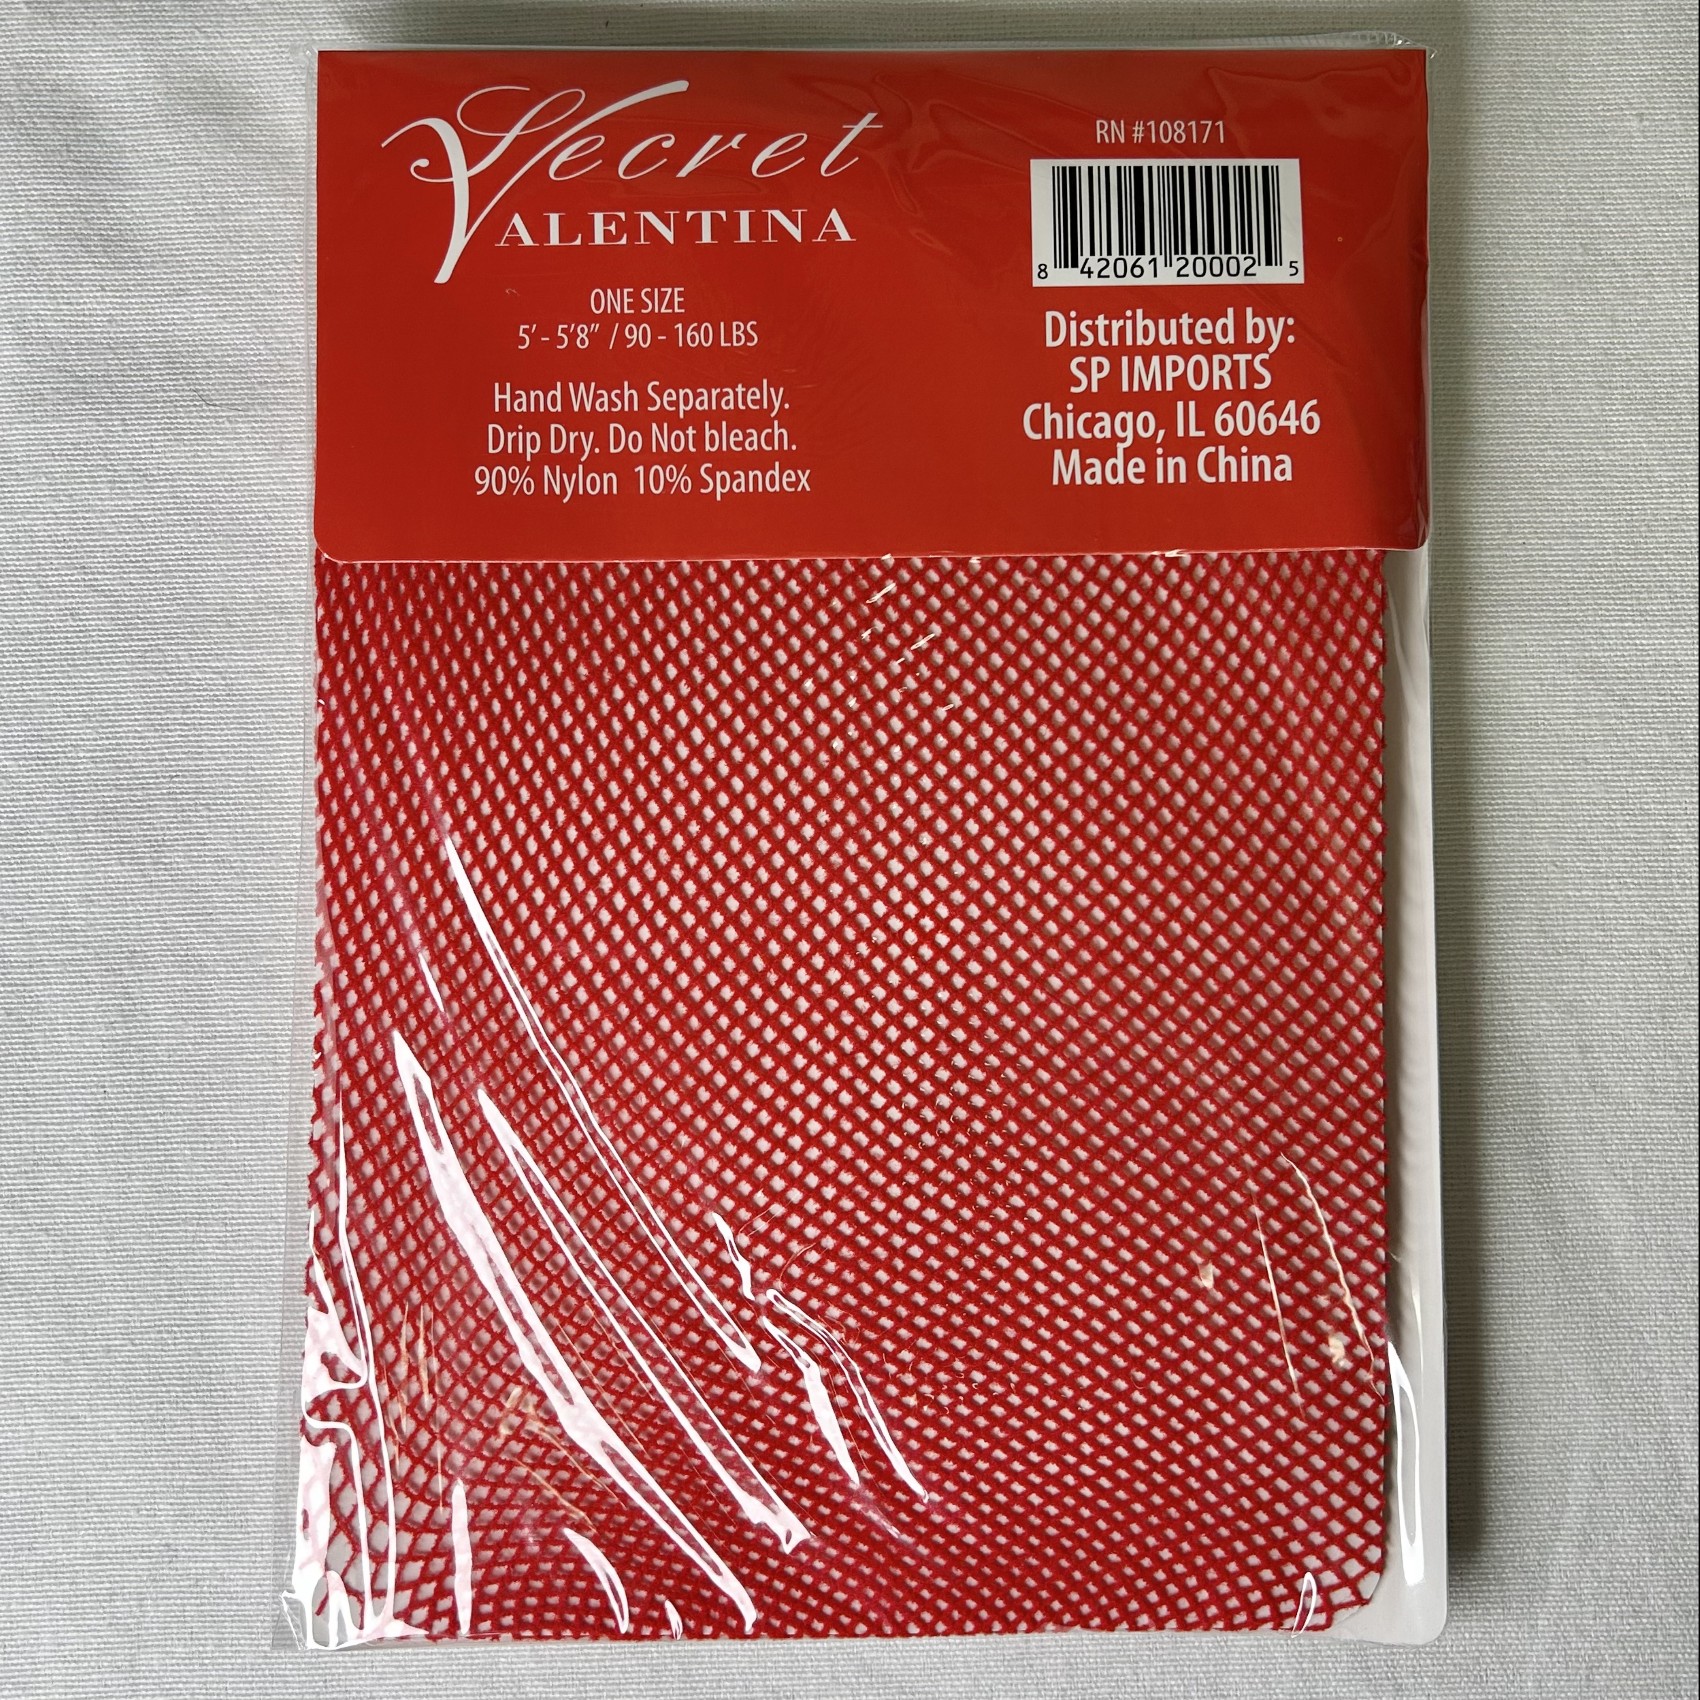 Secret
VALENTINA
ONE SIZE
5' - 5'8" / 90 - 160 LBS
Hand Wash Separately.
Drip Dry. Do Not bleach.
90% Nylon 10% Spandex
RN #108171
8 42061 20002 5
Distributed by:
SP IMPORTS
Chicago, IL 60646
Made in China